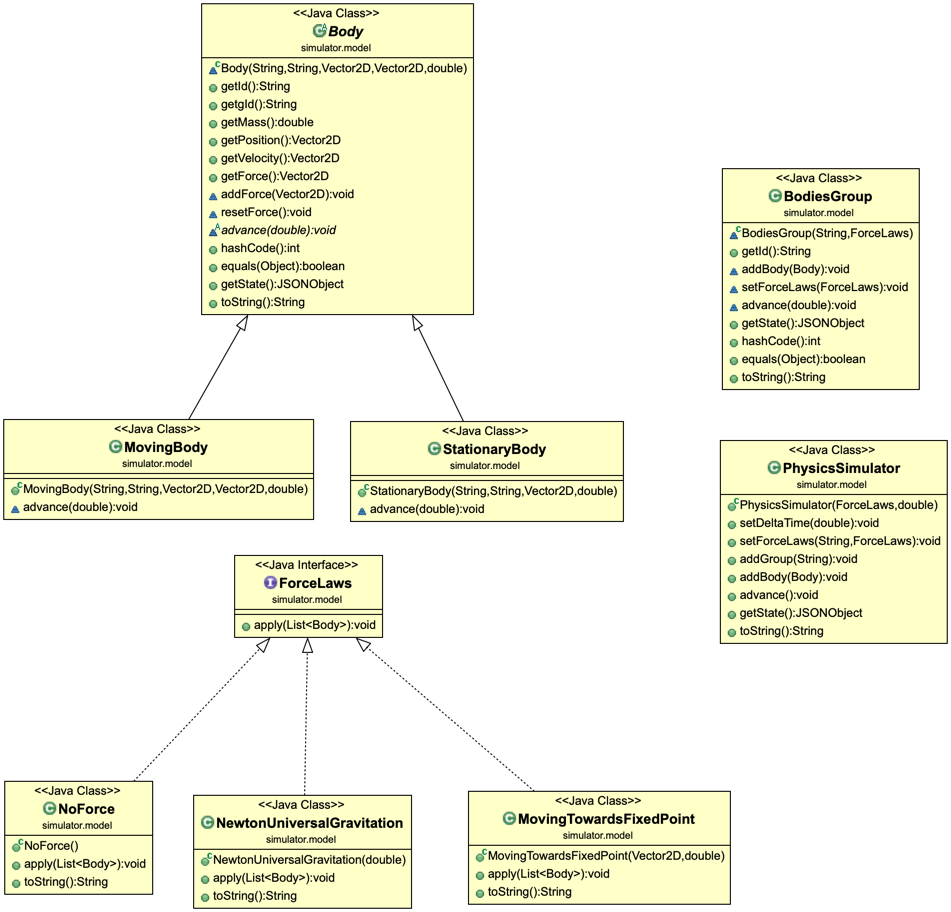 <<Java Class>>
Body
simulator.model
Body(String,String,Vector2D,Vector2D,double)
getId():String
getgId():String
getMass():double
getPosition():Vector2D
getVelocity():Vector2D
getForce():Vector2D
addForce(Vector2D):void
resetForce():void
advance(double):void
hashCode():int
equals(Object):boolean
getState():JSONObject
toString():String
<<Java Class>>
BodiesGroup
simulator.model
BodiesGroup(String,ForceLaws)
getId():String
addBody(Body):void
setForceLaws(ForceLaws):void
advance(double):void
getState():JSONObject
hashCode():int
equals(Object):boolean
toString():String
<<Java Class>>
MovingBody
simulator.model
MovingBody(String,String,Vector2D,Vector2D,double)
advance(double):void
<<Java Class>>
StationaryBody
simulator.model
StationaryBody(String,String,Vector2D,double)
advance(double):void
<<Java Class>>
PhysicsSimulator
simulator.model
PhysicsSimulator(ForceLaws,double)
setDeltaTime(double):void
setForceLaws(String,ForceLaws):void
addGroup(String):void
addBody(Body):void
advance():void
getState():JSONObject
toString():String
<<Java Interface>>
ForceLaws
simulator.model
apply(List<Body>):void
<<Java Class>>
NoForce
simulator.model
NoForce()
apply(List<Body>):void
toString():String
<<Java Class>>
NewtonUniversalGravitation
simulator.model
NewtonUniversalGravitation(double)
apply(List<Body>):void
toString():String
<<Java Class>>
MovingTowardsFixedPoint
simulator.model
MovingTowardsFixedPoint(Vector2D,double)
apply(List<Body>):void
toString():String